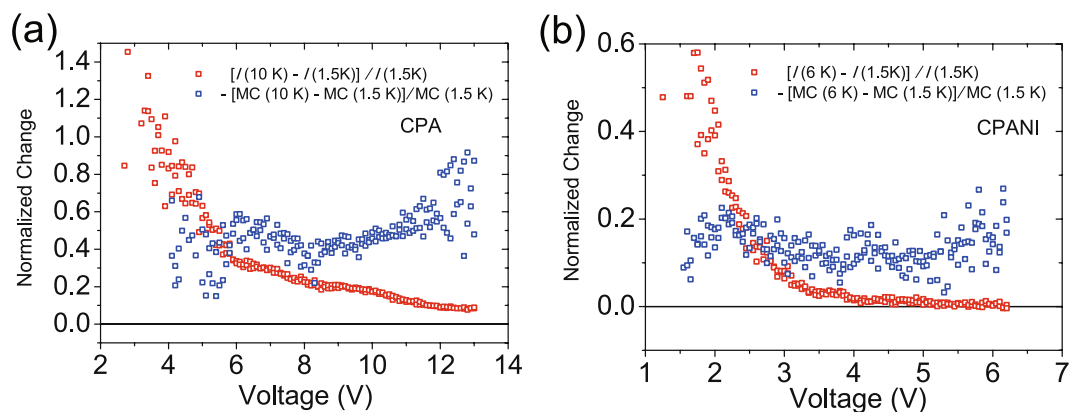 (a)
1.4
1.2
1.0
0.8
0.6
0.4
0.2
0.0
Normalized Change
[I (10 K) - I (1.5K)] / I (1.5K)
- [MC (10 K) - MC (1.5 K)]/MC (1.5 K)
CPA
2 4 6 8 10 12 14
Voltage (V)
(b)
0.6
0.4
0.2
0.0
Normalized Change
[I (6 K) - I (1.5K)] / I (1.5K)
- [MC (6 K) - MC (1.5 K)]/MC (1.5 K)
CPANI
1 2 3 4 5 6 7
Voltage (V)